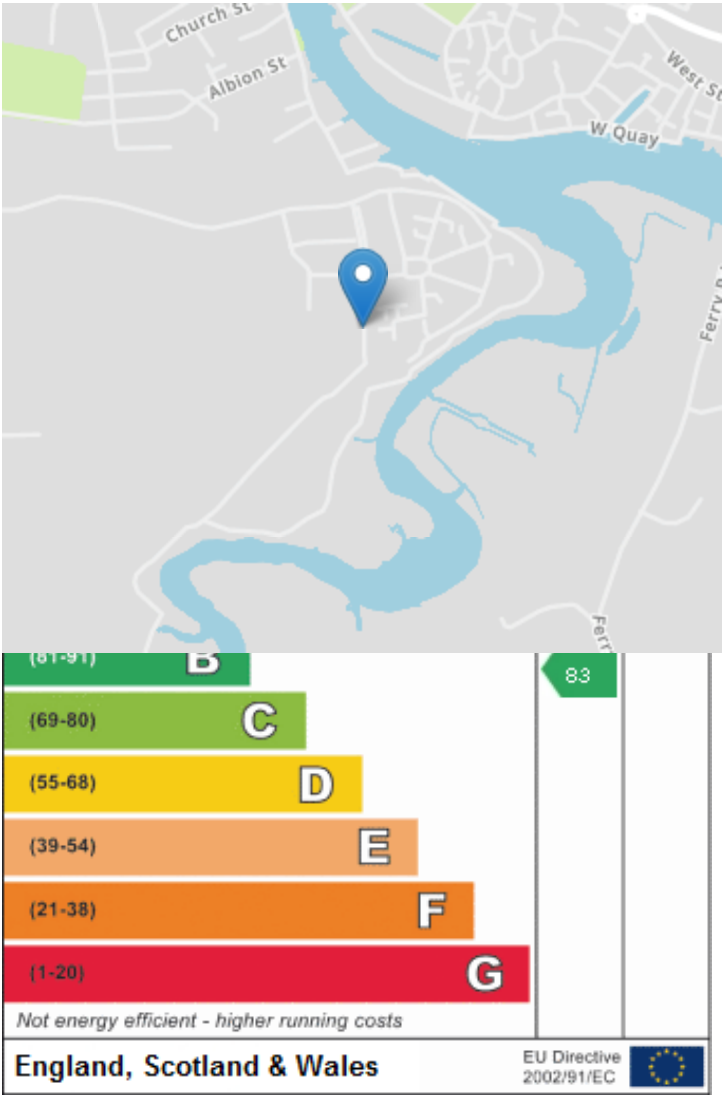 Church St
Albion St
West St
W Quay
Ferry
Ferry
(81-91) B
83
(69-80) C
(55-68) D
(39-54) E
(21-38) F
(1-20) G
Not energy efficient - higher running costs
England, Scotland & Wales
EU Directive
2002/91/EC